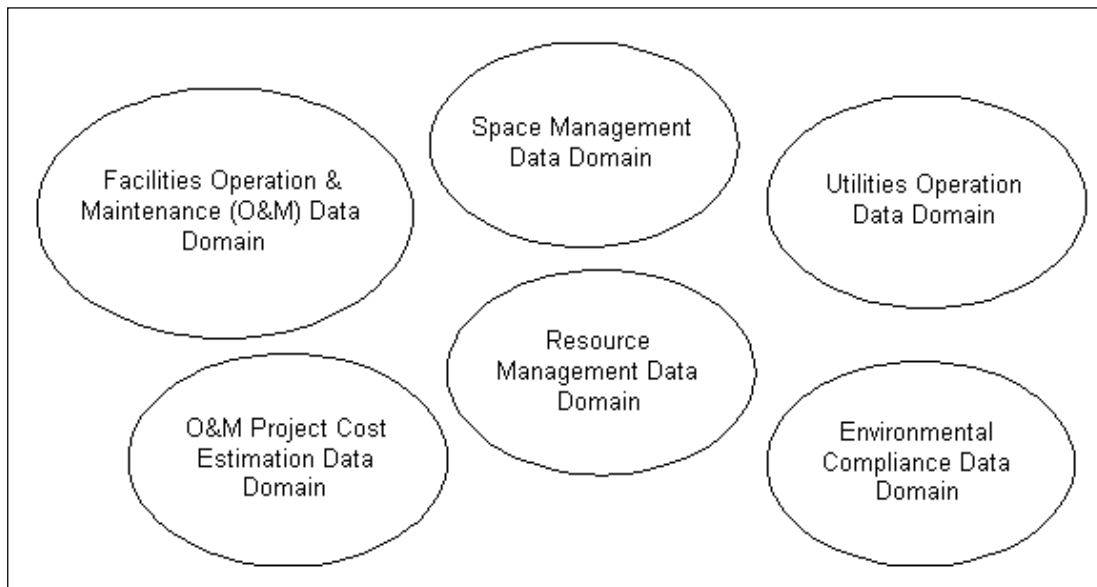 Facilities Operation &
Maintenance (O&M) Data
Domain
Space Management
Data Domain
Utilities Operation
Data Domain
O&M Project Cost
Estimation Data
Domain
Resource
Management Data
Domain
Environmental
Compliance Data
Domain